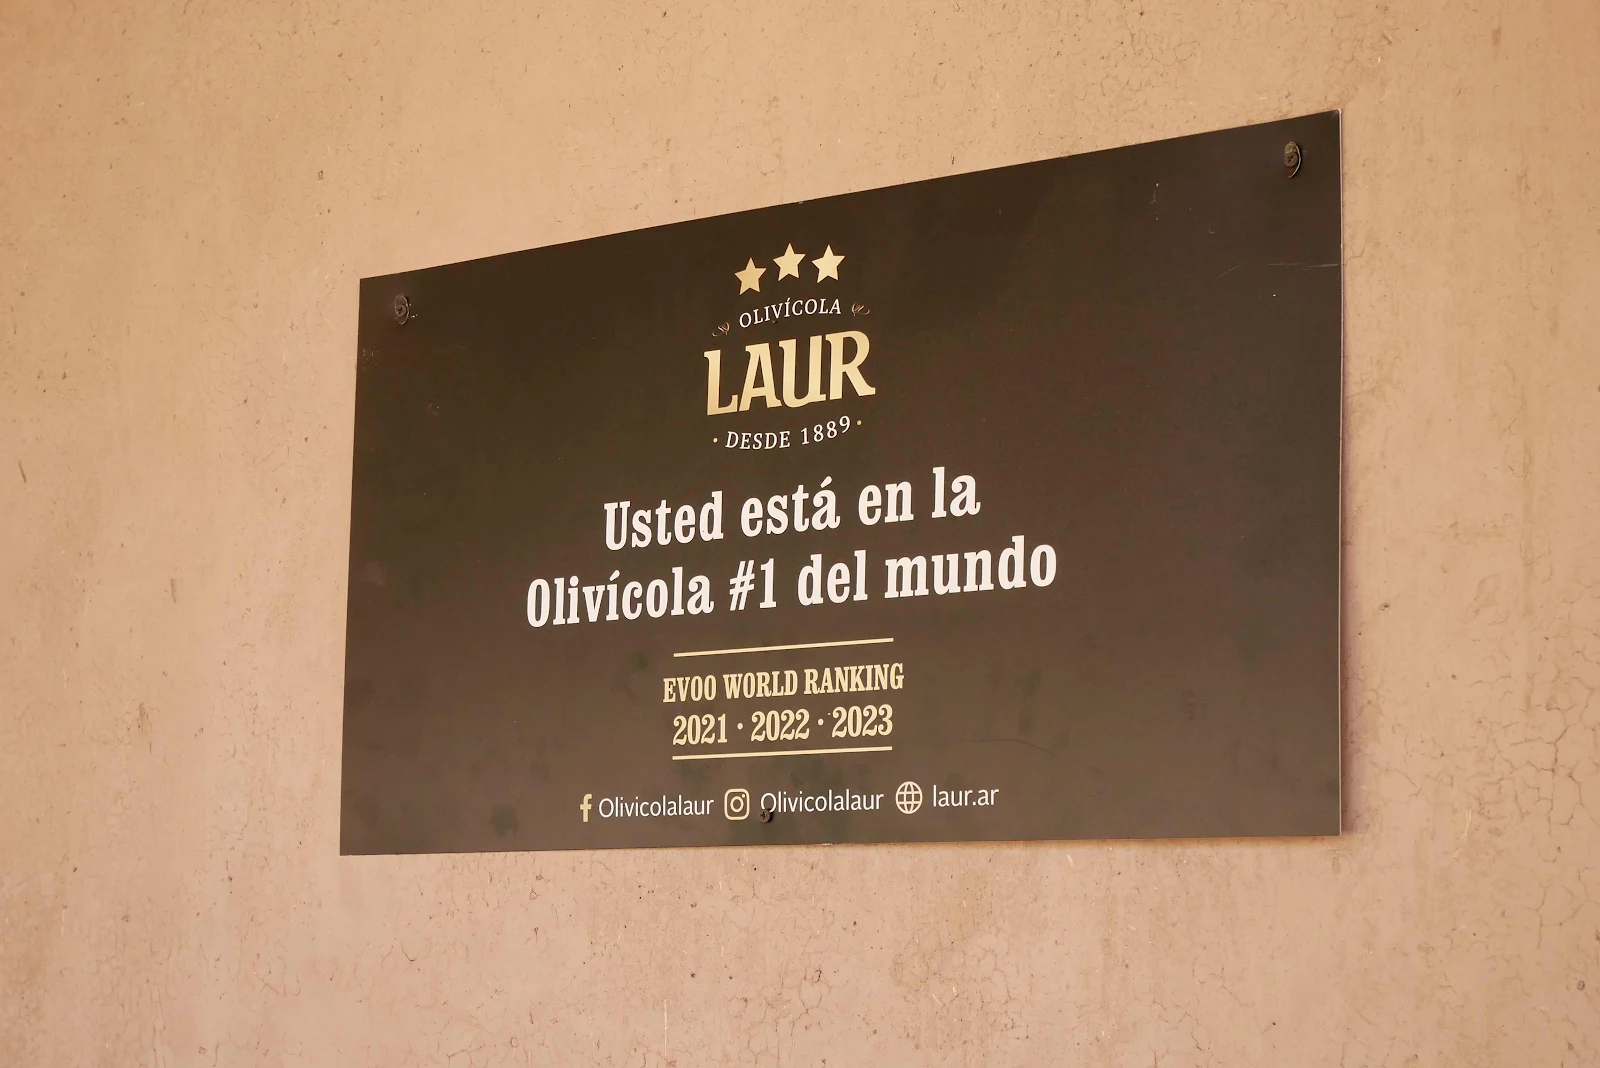 OLIVÍCOLA
LAUR
· DESDE 1889 ·
Usted está en la
Olivícola #1 del mundo
EVOO WORLD RANKING
2021 · 2022 · 2023
Olivicolalaur Olivicolalaur laur.ar